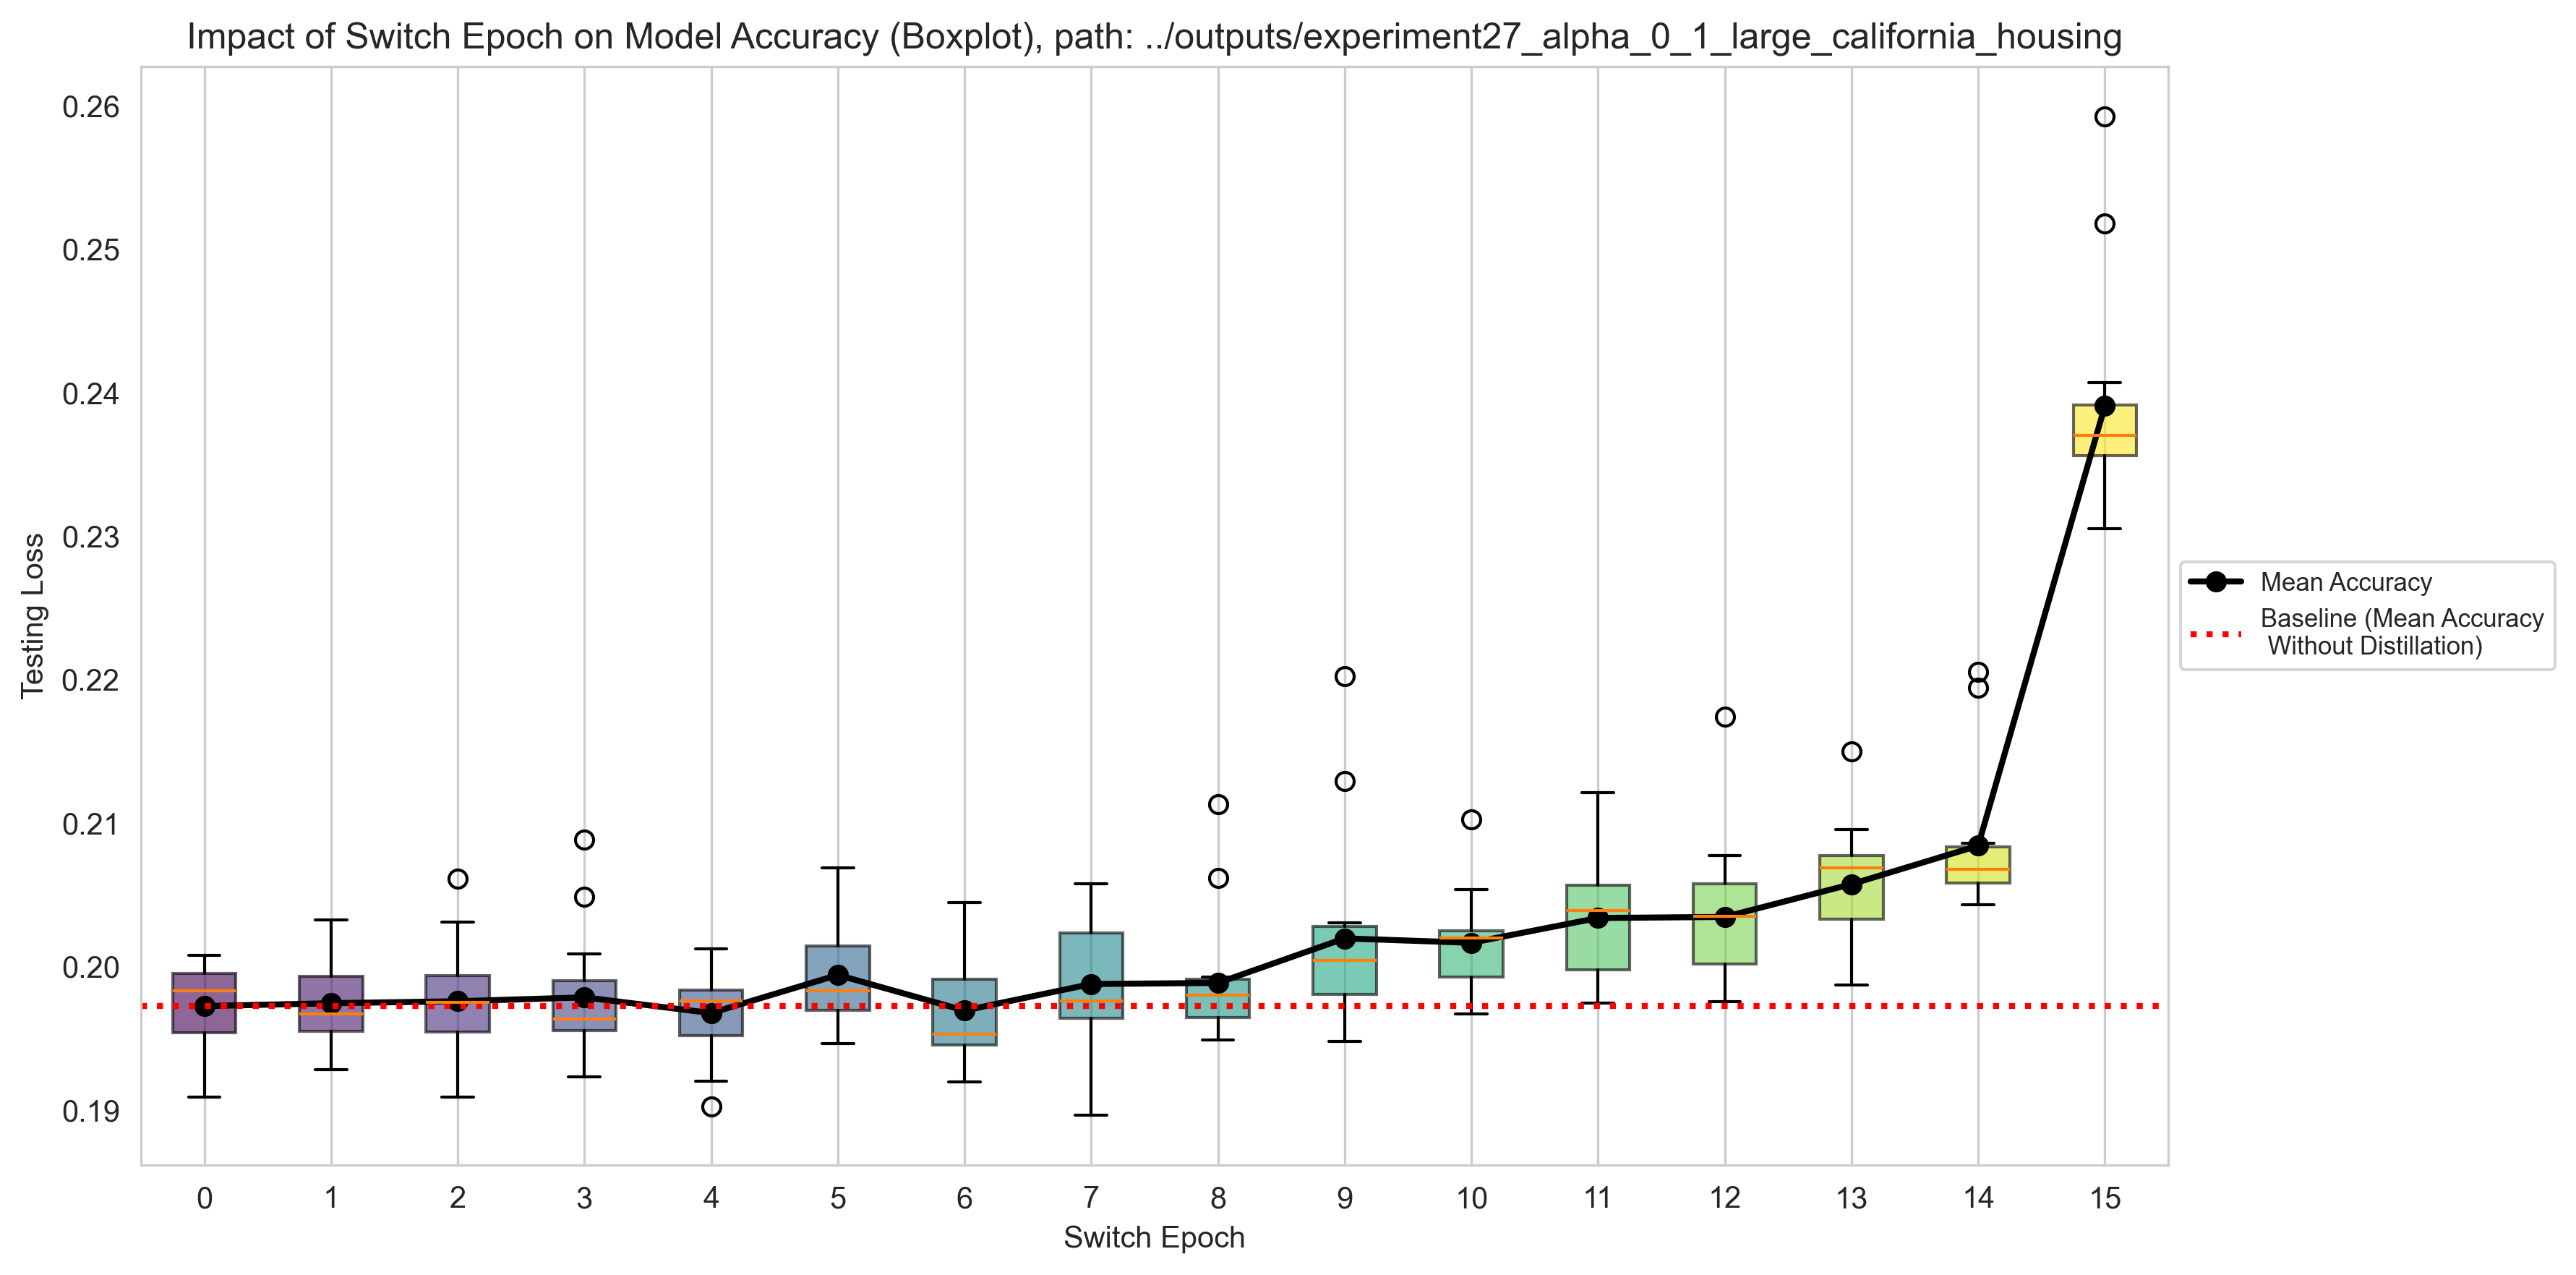 Impact of Switch Epoch on Model Accuracy (Boxplot), path: ../outputs/experiment27_alpha_0_1_large_california_housing
0.26
0.25
0.24
0.23
0.22
0.21
0.20
0.19
Testing Loss
0 1 2 3 4 5 6 7 8 9 10 11 12 13 14 15
Switch Epoch
Mean Accuracy
Baseline (Mean Accuracy
Without Distillation)